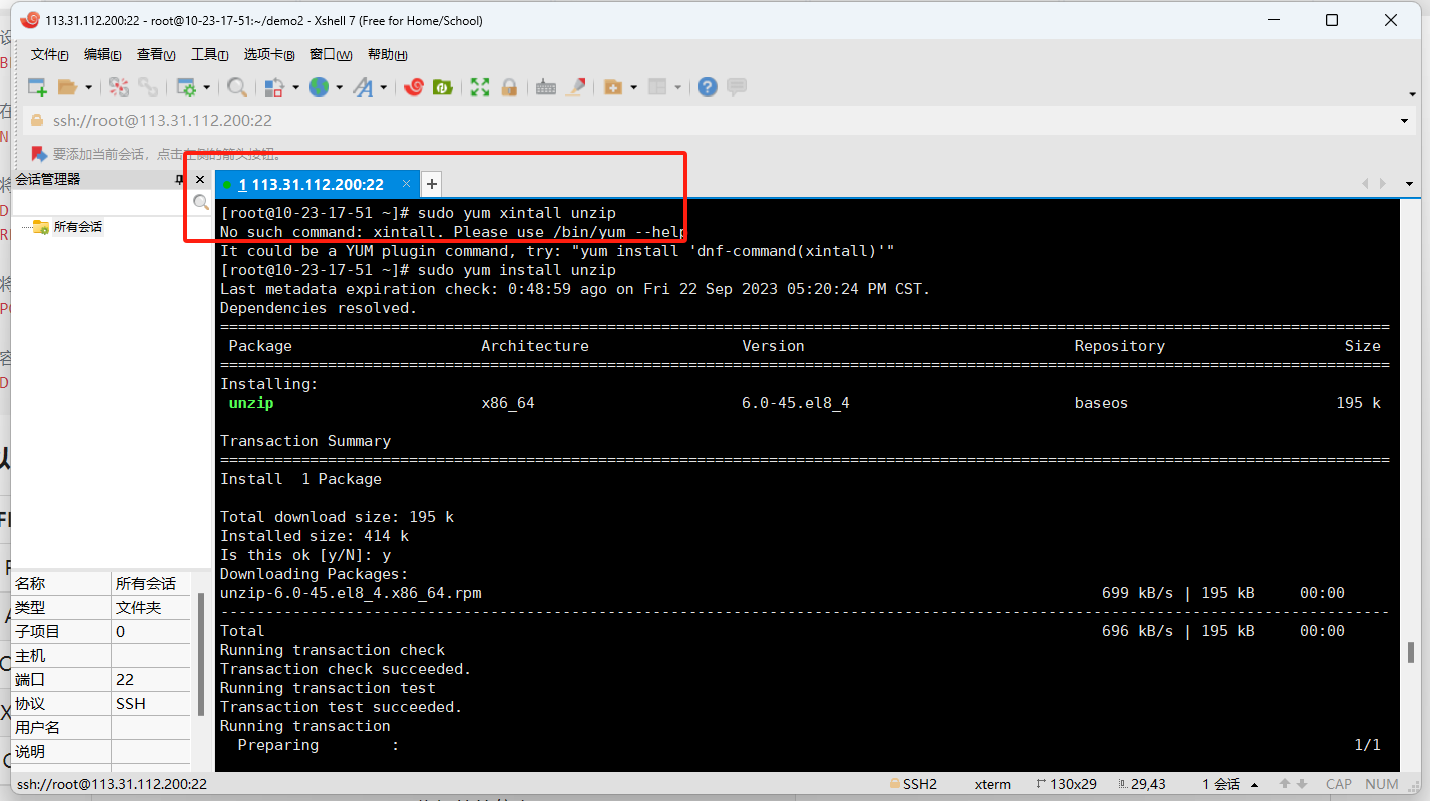 113.31.112.200:22 - root@10-23-17-51:~/demo2 - Xshell 7 (Free for Home/School)
文件(F) 编辑(E) 查看(V) 工具(T) 选项卡(B) 窗口(W) 帮助(H)
ssh://root@113.31.112.200:22
要添加当前会话，点击左侧的箭头按钮。
会话管理器
所有会话
1 113.31.112.200:22
[root@10-23-17-51 ~]# sudo yum xintall unzip
No such command: xintall. Please use /bin/yum --help
It could be a YUM plugin command, try: "yum install 'dnf-command(xintall)'"
[root@10-23-17-51 ~]# sudo yum install unzip
Last metadata expiration check: 0:48:59 ago on Fri 22 Sep 2023 05:20:24 PM CST.
Dependencies resolved.
Package Architecture Version Repository Size
Installing:
unzip x86_64 6.0-45.el8_4 baseos 195 k
Transaction Summary
Install 1 Package
Total download size: 195 k
Installed size: 414 k
Is this ok [y/N]: y
Downloading Packages:
unzip-6.0-45.el8_4.x86_64.rpm 699 kB/s | 195 kB 00:00
Total 696 kB/s | 195 kB 00:00
Running transaction check
Transaction check succeeded.
Running transaction test
Transaction test succeeded.
Running transaction
Preparing : 1/1
名称 所有会话
类型 文件夹
子项目 0
主机
端口 22
协议 SSH
用户名
说明
ssh://root@113.31.112.200:22 SSH2 xterm 130x29 29,43 1 会话 CAP NUM